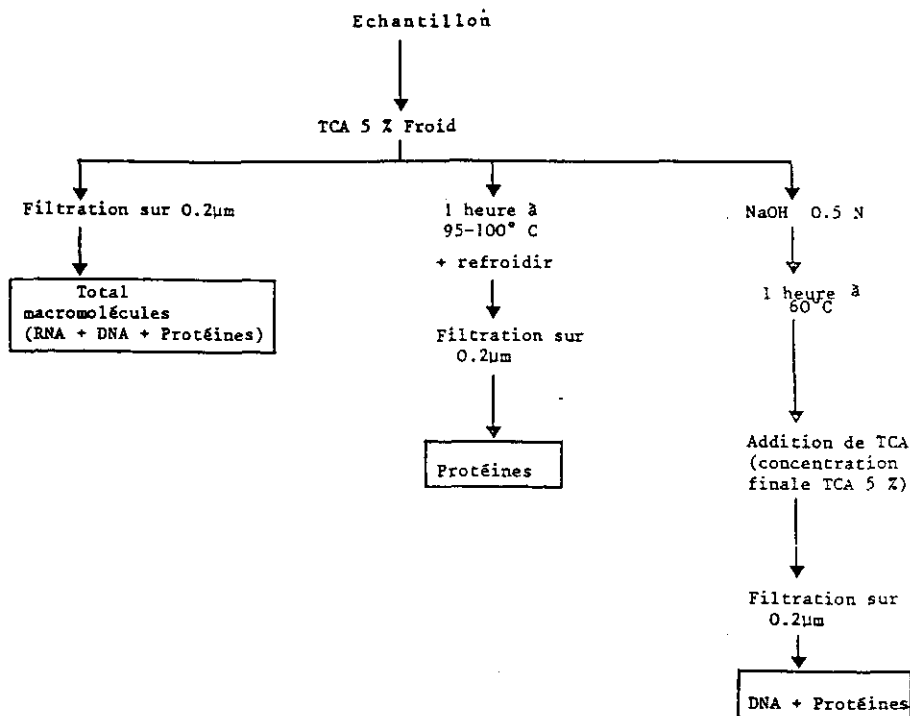 Echantillon
TCA 5 % Froid
Filtration sur 0.2µm
Total
macromolécules
(RNA + DNA + Protéines)
1 heure à
95-100° C
+ refroidir
Filtration sur
0.2µm
Protéines
NaOH 0.5 N
1 heure à
60°C
Addition de TCA
(concentration
finale TCA 5 %)
Filtration sur
0.2µm
DNA + Protéines